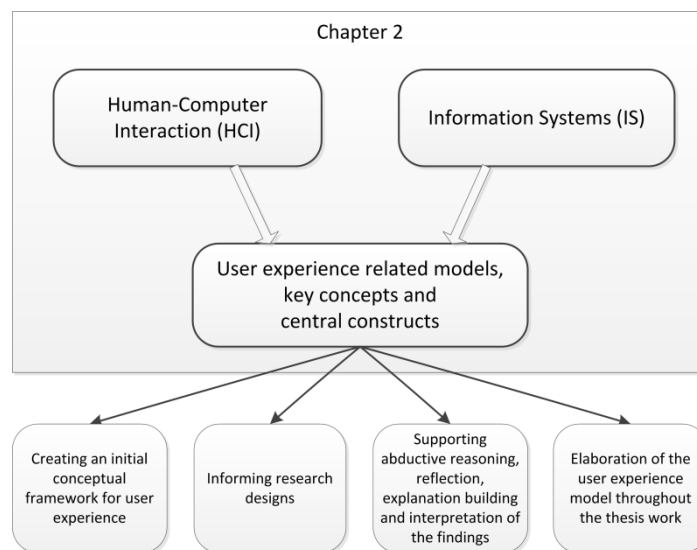 Chapter 2
Human-Computer
Interaction (HCI)
Information Systems (IS)
User experience related models,
key concepts and
central constructs
Creating an initial
conceptual
framework for user
experience
Informing research
designs
Supporting
abductive reasoning,
reflection,
explanation building
and interpretation of
the findings
Elaboration of the
user experience
model throughout
the thesis work